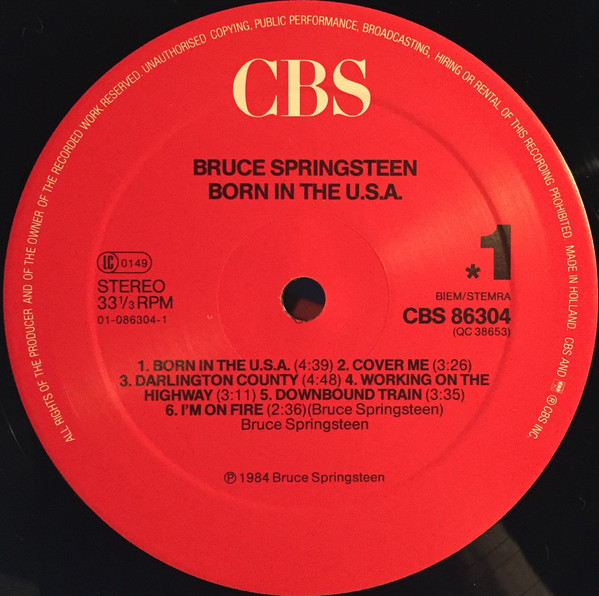 ALL RIGHTS OF THE PRODUCER AND OF THE OWNER OF THE RECORDED WORK RESERVED. UNAUTHORISED COPYING, PUBLIC PERFORMANCE, BROADCASTING, HIRING OR RENTAL OF THIS RECORDING PROHIBITED. MADE IN HOLLAND. CBS AND ℗ CBS INC.
CBS
BRUCE SPRINGSTEEN
BORN IN THE U.S.A.
LC 0149
STEREO
33 1/3 RPM
01-086304-1
*1
BIEM/STEMRA
CBS 86304
(QC 38653)
1. BORN IN THE U.S.A. (4:39) 2. COVER ME (3:26)
3. DARLINGTON COUNTY (4:48) 4. WORKING ON THE
HIGHWAY (3:11) 5. DOWNBOUND TRAIN (3:35)
6. I'M ON FIRE (2:36)(Bruce Springsteen)
Bruce Springsteen
℗ 1984 Bruce Springsteen